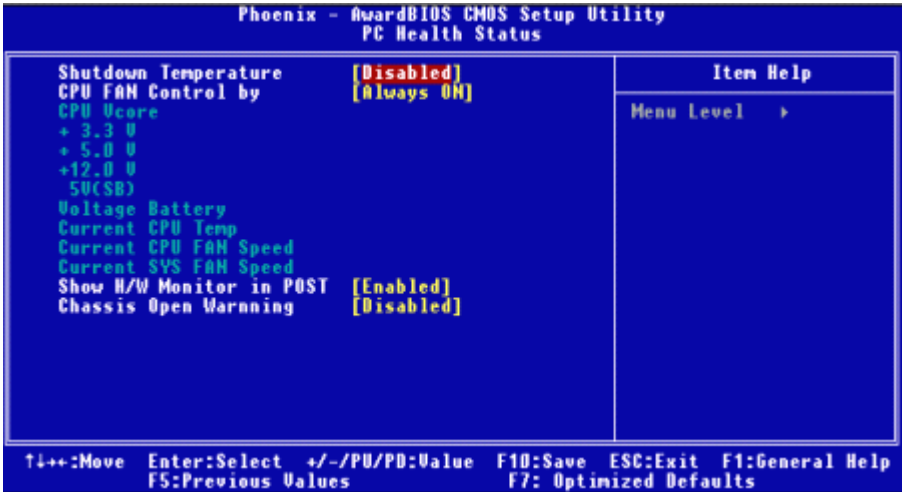 Phoenix - AwardBIOS CMOS Setup Utility
PC Health Status
Shutdown Temperature [Disabled]
CPU FAN Control by [Always ON]
CPU Vcore
+ 3.3 V
+ 5.0 V
+12.0 V
5V(SB)
Voltage Battery
Current CPU Temp
Current CPU FAN Speed
Current SYS FAN Speed
Show H/W Monitor in POST [Enabled]
Chassis Open Warnning [Disabled]
Item Help
Menu Level ▸
↑↓→←:Move Enter:Select +/-/PU/PD:Value F10:Save ESC:Exit F1:General Help
F5:Previous Values F7: Optimized Defaults